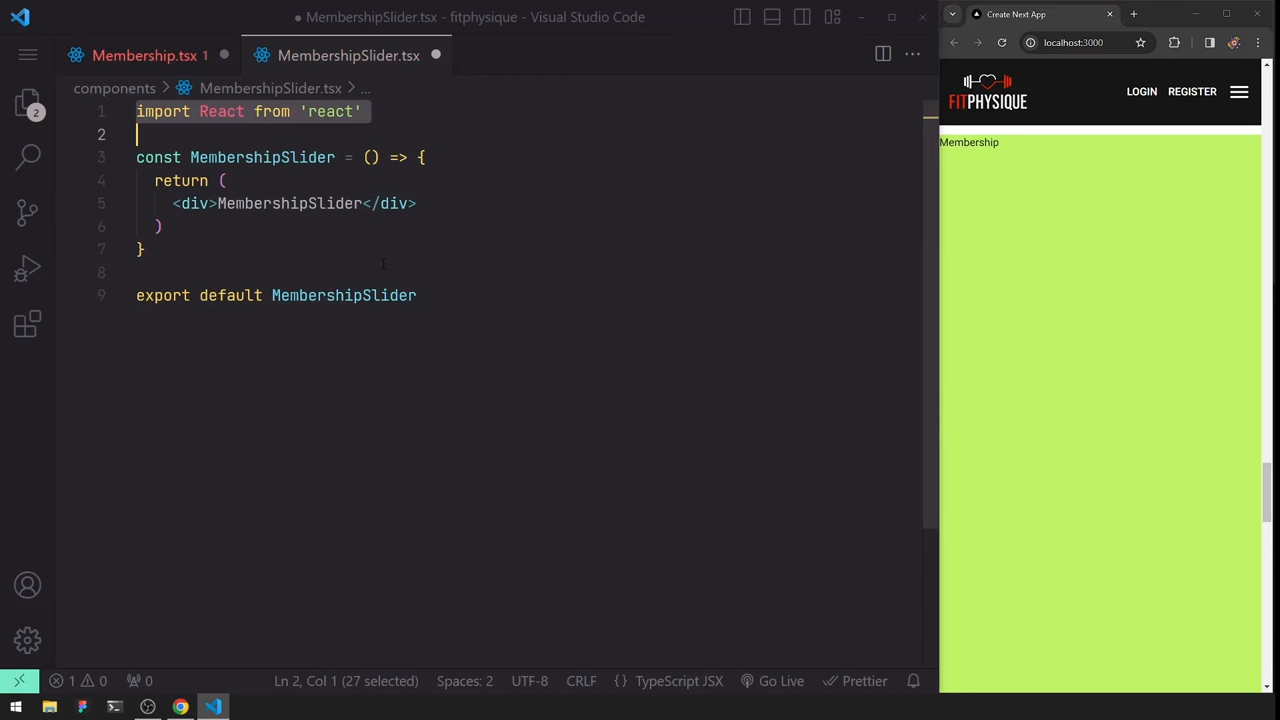 MembershipSlider.tsx - fitphysique - Visual Studio Code
Membership.tsx 1
MembershipSlider.tsx
components > MembershipSlider.tsx > ...
1 import React from 'react'
2
3 const MembershipSlider = () => {
4 return (
5 <div>MembershipSlider</div>
6 )
7 }
8
9 export default MembershipSlider
2
1 0
0
Ln 2, Col 1 (27 selected)
Spaces: 2
UTF-8
CRLF
{ } TypeScript JSX
Go Live
Prettier
Create Next App
localhost:3000
FITPHYSIQUE
LOGIN
REGISTER
Membership